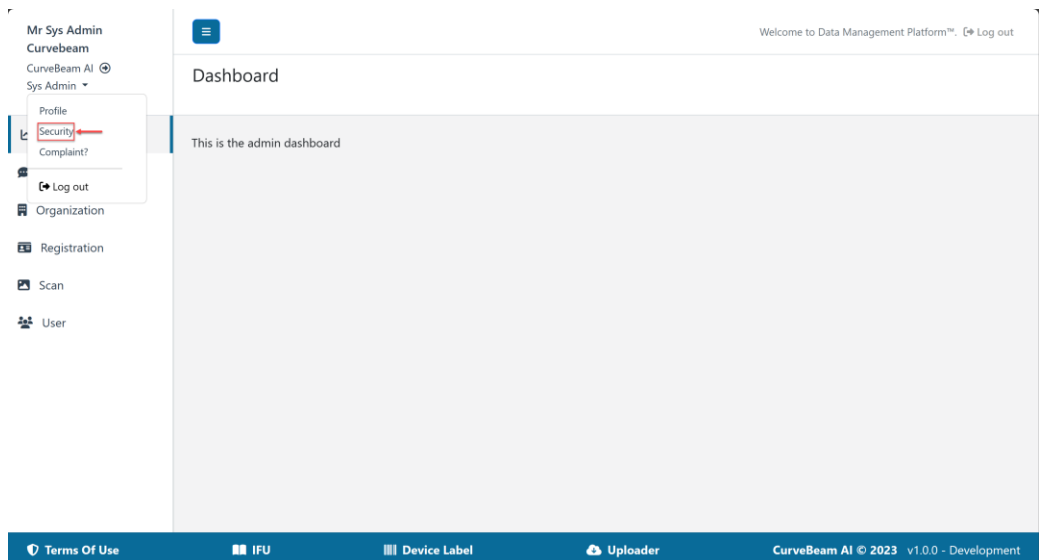 Mr Sys Admin
Curvebeam
CurveBeam AI
Sys Admin
Profile
Security
Complaint?
Log out
Organization
Registration
Scan
User
Welcome to Data Management Platform™. Log out
Dashboard
This is the admin dashboard
Terms Of Use IFU Device Label Uploader CurveBeam AI © 2023 v1.0.0 - Development